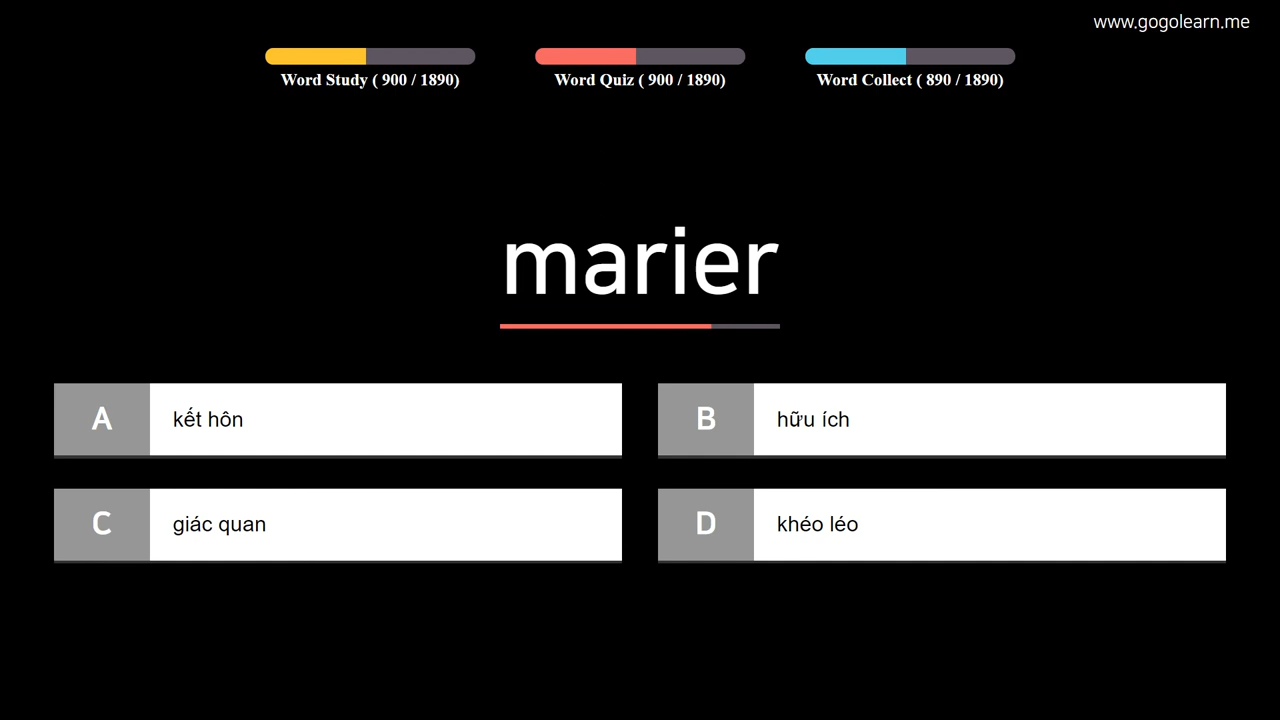 www.gogolearn.me
Word Study ( 900 / 1890)
Word Quiz ( 900 / 1890)
Word Collect ( 890 / 1890)
marier
A kết hôn
B hữu ích
C giác quan
D khéo léo